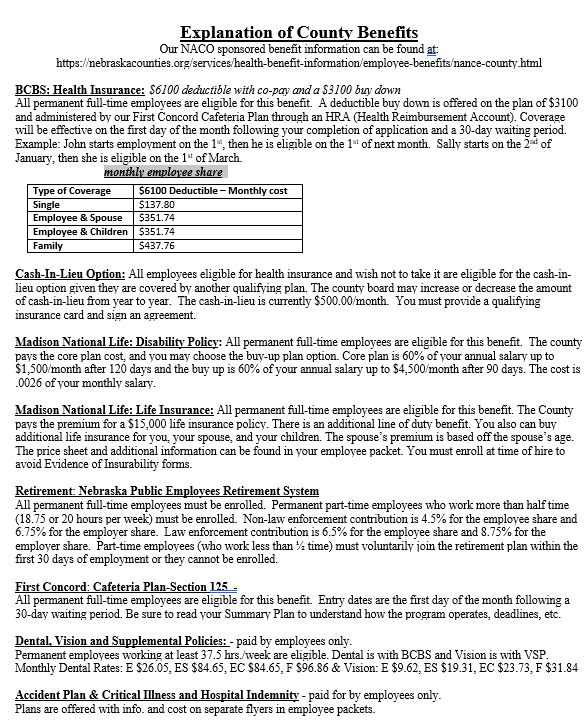 Explanation of County Benefits
Our NACO sponsored benefit information can be found at:
https://nebraskacounties.org/services/health-benefit-information/employee-benefits/nance-county.html
BCBS: Health Insurance: $6100 deductible with co-pay and a $3100 buy down
All permanent full-time employees are eligible for this benefit. A deductible buy down is offered on the plan of $3100
and administered by our First Concord Cafeteria Plan through an HRA (Health Reimbursement Account). Coverage
will be effective on the first day of the month following your completion of application and a 30-day waiting period.
Example: John starts employment on the 1st, then he is eligible on the 1st of next month. Sally starts on the 2nd of
January, then she is eligible on the 1st of March.
monthly employee share
Type of Coverage $6100 Deductible – Monthly cost
Single $137.80
Employee & Spouse $351.74
Employee & Children $351.74
Family $437.76
Cash-In-Lieu Option: All employees eligible for health insurance and wish not to take it are eligible for the cash-in-
lieu option given they are covered by another qualifying plan. The county board may increase or decrease the amount
of cash-in-lieu from year to year. The cash-in-lieu is currently $500.00/month. You must provide a qualifying
insurance card and sign an agreement.
Madison National Life: Disability Policy: All permanent full-time employees are eligible for this benefit. The county
pays the core plan cost, and you may choose the buy-up plan option. Core plan is 60% of your annual salary up to
$1,500/month after 120 days and the buy up is 60% of your annual salary up to $4,500/month after 90 days. The cost is
.0026 of your monthly salary.
Madison National Life: Life Insurance: All permanent full-time employees are eligible for this benefit. The County
pays the premium for a $15,000 life insurance policy. There is an additional line of duty benefit. You also can buy
additional life insurance for you, your spouse, and your children. The spouse's premium is based off the spouse's age.
The price sheet and additional information can be found in your employee packet. You must enroll at time of hire to
avoid Evidence of Insurability forms.
Retirement: Nebraska Public Employees Retirement System
All permanent full-time employees must be enrolled. Permanent part-time employees who work more than half time
(18.75 or 20 hours per week) must be enrolled. Non-law enforcement contribution is 4.5% for the employee share and
6.75% for the employer share. Law enforcement contribution is 6.5% for the employee share and 8.75% for the
employer share. Part-time employees (who work less than ½ time) must voluntarily join the retirement plan within the
first 30 days of employment or they cannot be enrolled.
First Concord: Cafeteria Plan-Section 125 -
All permanent full-time employees are eligible for this benefit. Entry dates are the first day of the month following a
30-day waiting period. Be sure to read your Summary Plan to understand how the program operates, deadlines, etc.
Dental, Vision and Supplemental Policies: - paid by employees only.
Permanent employees working at least 37.5 hrs./week are eligible. Dental is with BCBS and Vision is with VSP.
Monthly Dental Rates: E $26.05, ES $84.65, EC $84.65, F $96.86 & Vision: E $9.62, ES $19.31, EC $23.73, F $31.84
Accident Plan & Critical Illness and Hospital Indemnity - paid for by employees only.
Plans are offered with info. and cost on separate flyers in employee packets.